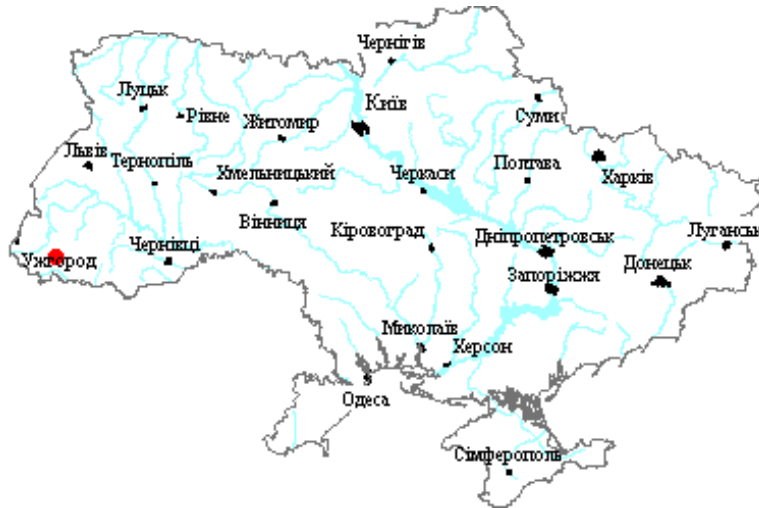 Чернігів
Луцьк
Рівне
Київ
Суми
Житомир
Львів
Тернопіль
Хмельницький
Черкаси
Полтава
Харків
Вінниця
Кіровоград
Дніпропетровськ
Луганськ
Ужгород
Чернівці
Запоріжжя
Донецьк
Миколаїв
Херсон
Одеса
Сімферополь